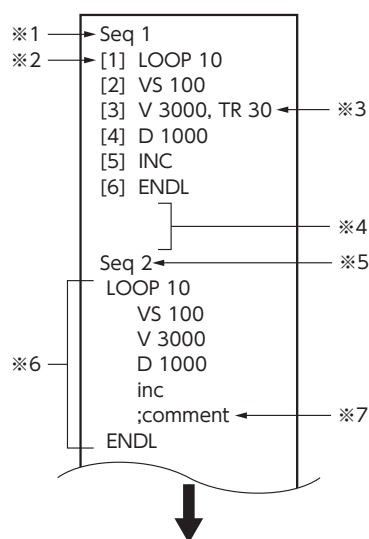 ※1 Seq 1
※2 [1] LOOP 10
[2] VS 100
[3] V 3000, TR 30 ※3
[4] D 1000
[5] INC
[6] ENDL
※4
Seq 2 ※5
LOOP 10
VS 100
V 3000
※6 D 1000
inc
;comment ※7
ENDL